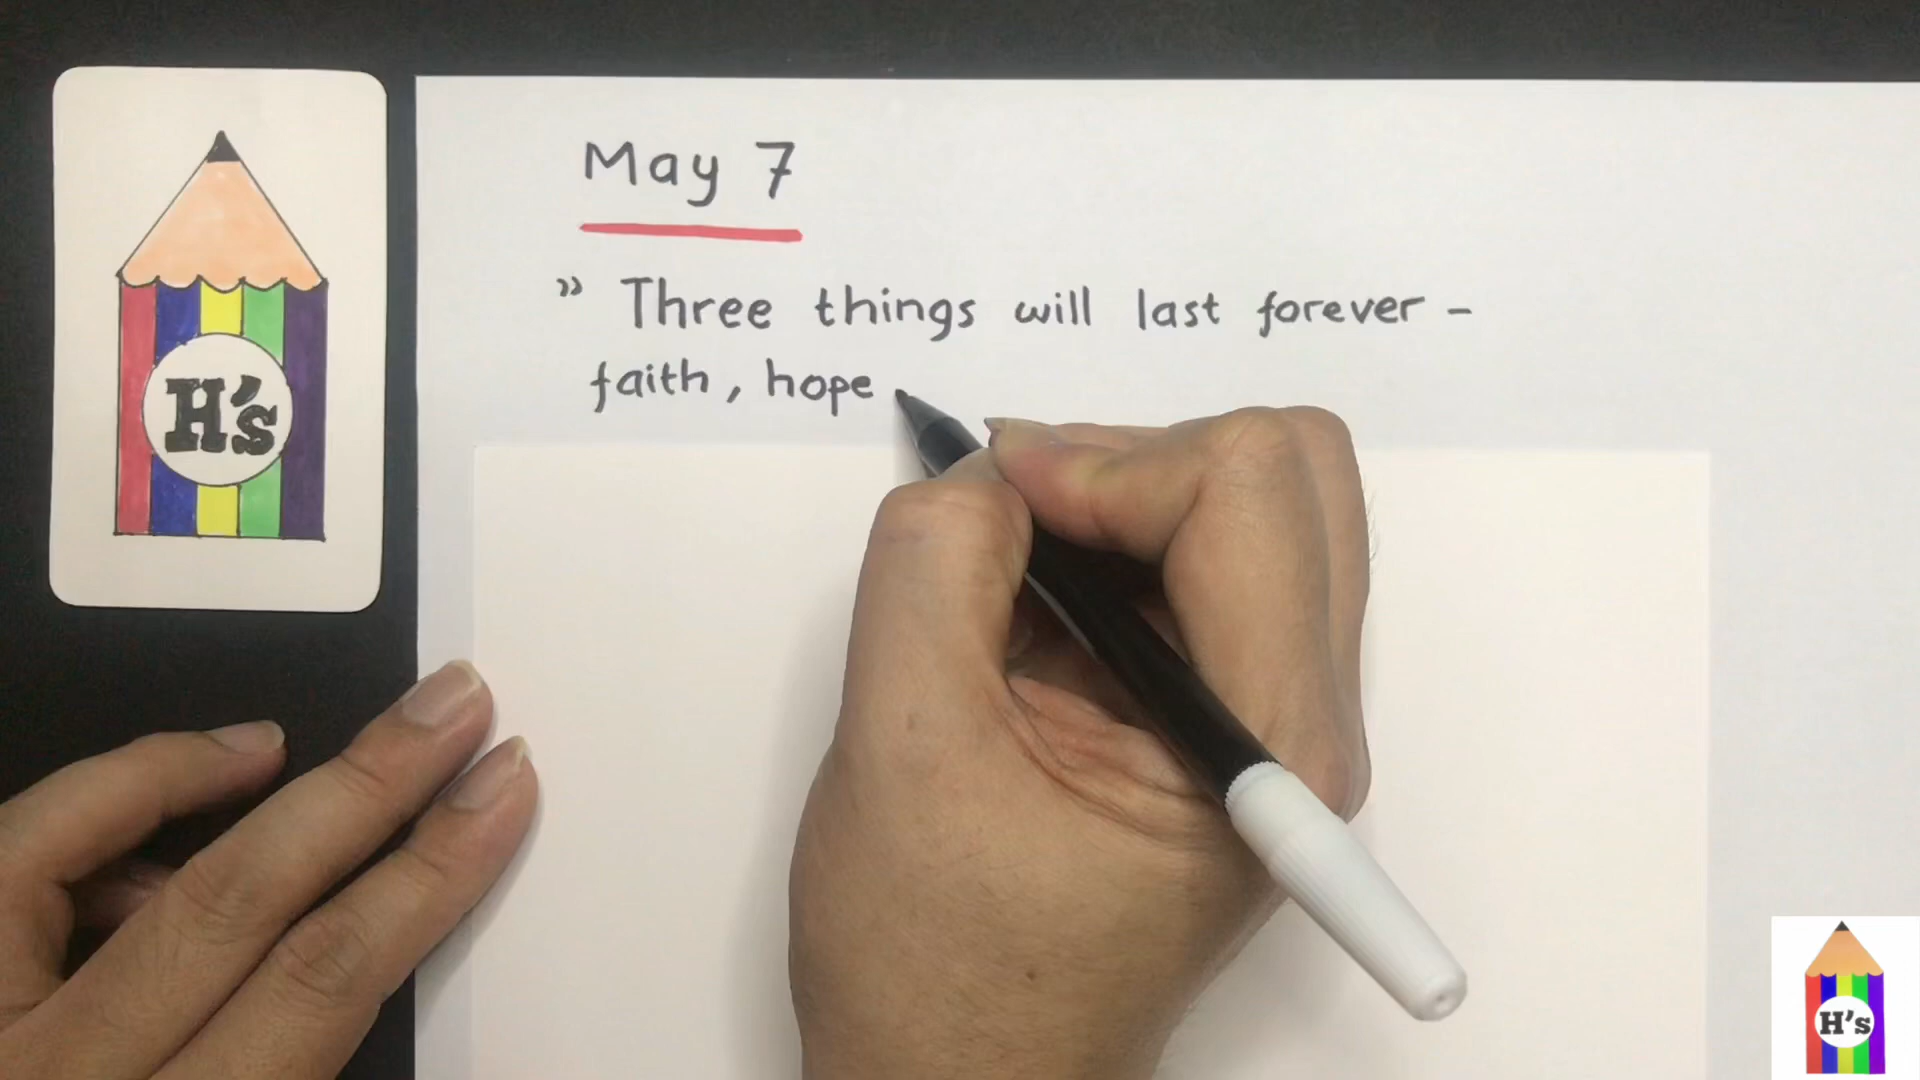 H's
May 7
” Three things will last forever -
faith, hope
H's